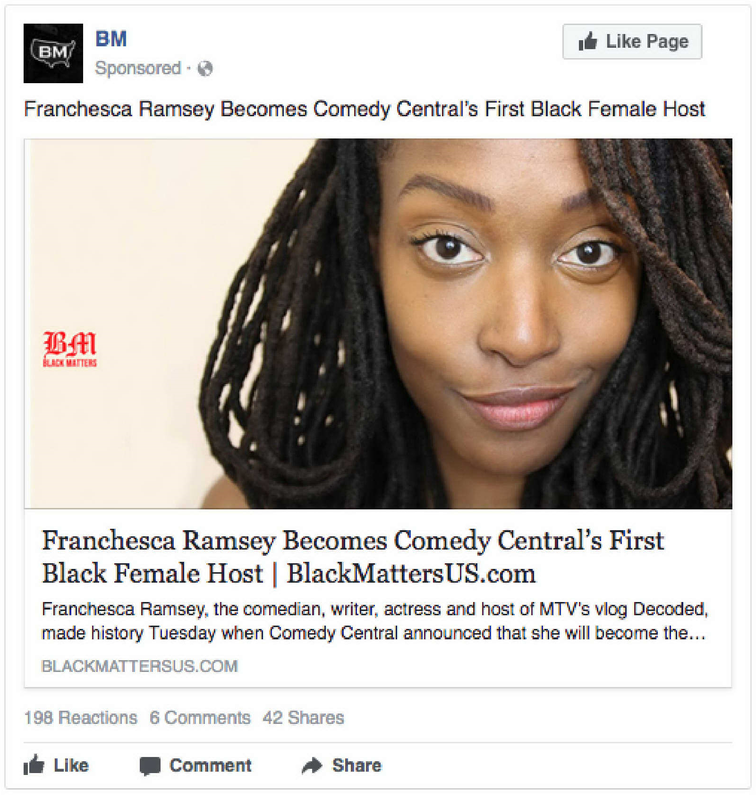 BM
BM
Like Page
Sponsored ·
Franchesca Ramsey Becomes Comedy Central’s First Black Female Host
BM
BLACK MATTERS
Franchesca Ramsey Becomes Comedy Central’s First
Black Female Host | BlackMattersUS.com
Franchesca Ramsey, the comedian, writer, actress and host of MTV's vlog Decoded,
made history Tuesday when Comedy Central announced that she will become the...
BLACKMATTERSUS.COM
198 Reactions 6 Comments 42 Shares
Like Comment Share